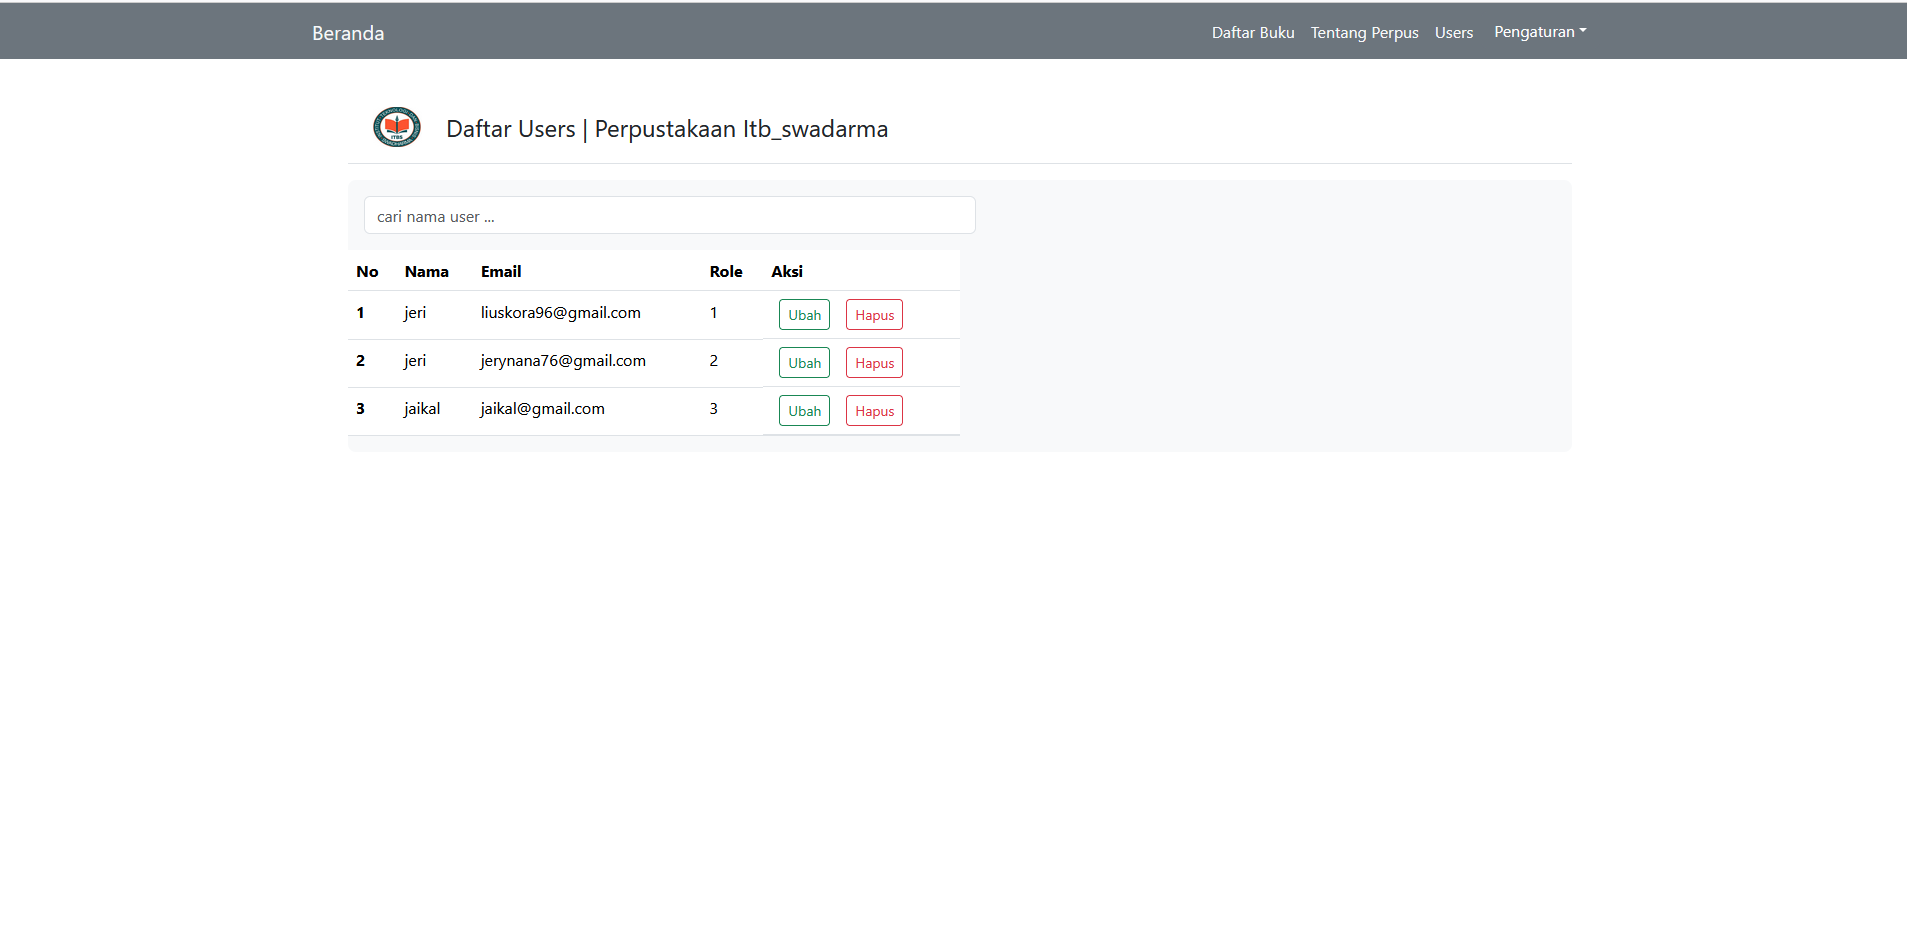 Beranda Daftar Buku Tentang Perpus Users Pengaturan
ITBS
Daftar Users | Perpustakaan Itb_swadarma
cari nama user ...
No Nama Email Role Aksi
1 jeri liuskora96@gmail.com 1 Ubah Hapus
2 jeri jerynana76@gmail.com 2 Ubah Hapus
3 jaikal jaikal@gmail.com 3 Ubah Hapus